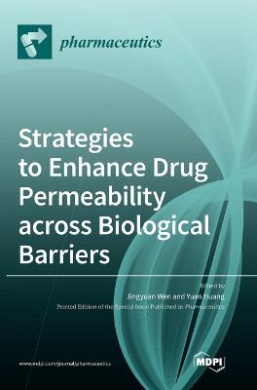 pharmaceutics
Strategies
to Enhance Drug
Permeability
across Biological
Barriers
Edited by
Jingyuan Wen and Yuan Huang
Printed Edition of the Special Issue Published in Pharmaceutics
www.mdpi.com/journal/pharmaceutics
MDPI